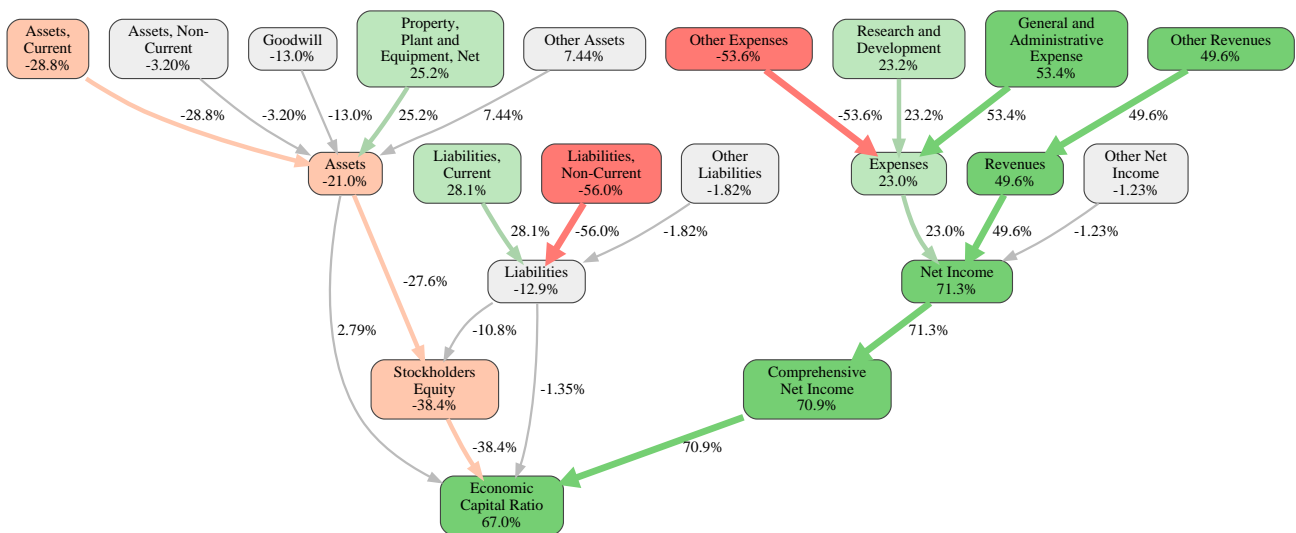 Assets,
Current
-28.8%
Assets, Non-
Current
-3.20%
Goodwill
-13.0%
Property,
Plant and
Equipment, Net
25.2%
Other Assets
7.44%
Other Expenses
-53.6%
Research and
Development
23.2%
General and
Administrative
Expense
53.4%
Other Revenues
49.6%
-28.8%
-3.20%
-13.0%
25.2%
7.44%
-53.6%
23.2%
53.4%
49.6%
Assets
-21.0%
Liabilities,
Current
28.1%
Liabilities,
Non-Current
-56.0%
Other
Liabilities
-1.82%
Expenses
23.0%
Revenues
49.6%
Other Net
Income
-1.23%
28.1%
-56.0%
-1.82%
23.0%
49.6%
-1.23%
-27.6%
Liabilities
-12.9%
Net Income
71.3%
2.79%
-10.8%
71.3%
Stockholders
Equity
-38.4%
-1.35%
Comprehensive
Net Income
70.9%
-38.4%
70.9%
Economic
Capital Ratio
67.0%